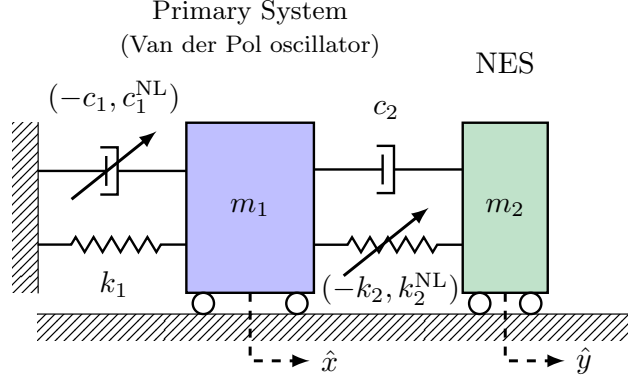 Primary System
(Van der Pol oscillator)
NES
(−c₁, c₁ᴺᴸ)
c₂
m₁
m₂
k₁
(−k₂, k₂ᴺᴸ)
x̂
ŷ